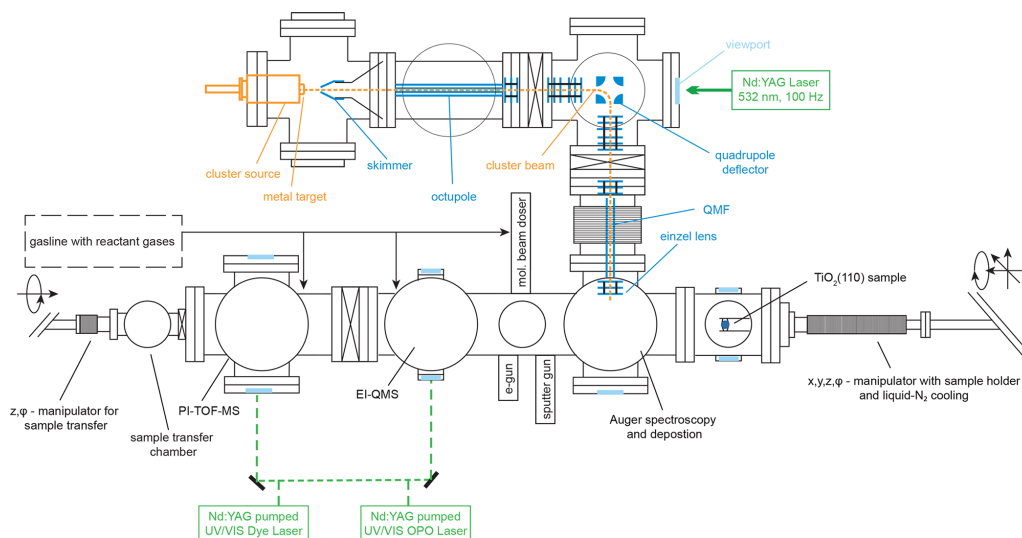 viewport
Nd:YAG Laser
532 nm, 100 Hz
cluster source
skimmer
metal target
octupole
cluster beam
quadrupole
deflector
QMF
einzel lens
mol. beam doser
gasline with reactant gases
TiO2(110) sample
PI-TOF-MS
EI-QMS
e-gun
sputter gun
z,φ - manipulator for
sample transfer
sample transfer
chamber
Auger spectroscopy
and depostion
x,y,z,φ - manipulator with sample holder
and liquid-N2 cooling
Nd:YAG pumped
UV/VIS Dye Laser
Nd:YAG pumped
UV/VIS OPO Laser